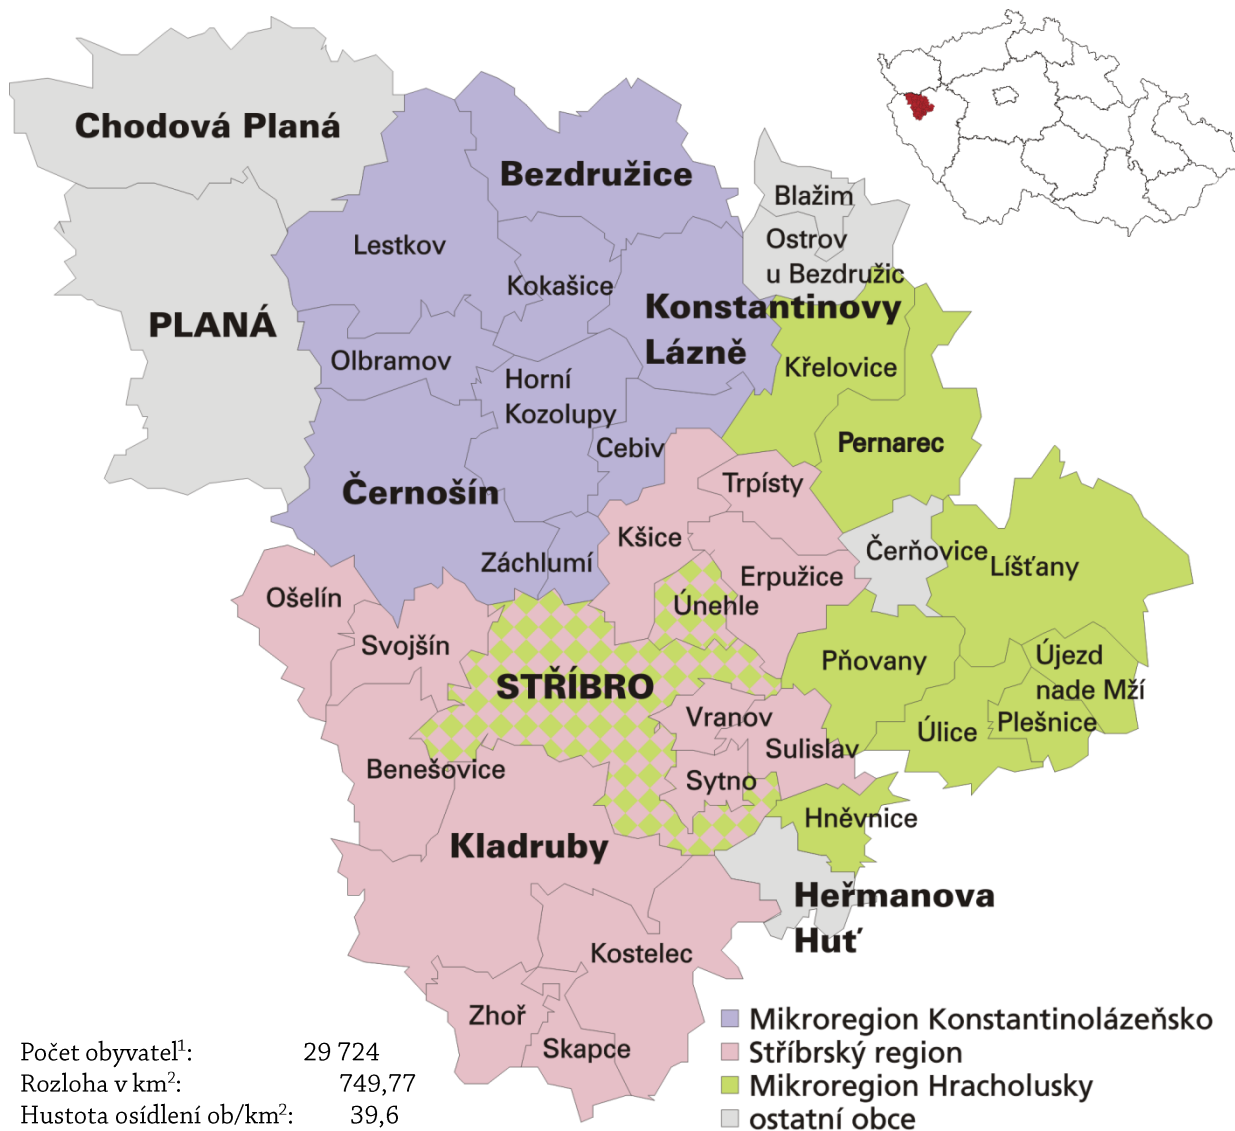 Chodová Planá
Bezdružice
Blažim
Lestkov
Ostrov
u Bezdružic
Kokašice
PLANÁ
Konstantinovy
Lázně
Olbramov
Křelovice
Horní
Kozolupy
Cebiv
Pernarec
Černošín
Trpísty
Kšice
Čerňovice
Líšťany
Záchlumí
Erpužice
Ošelín
Únehle
Svojšín
Pňovany
Újezd
nade Mží
STŘÍBRO
Vranov
Plešnice
Úlice
Sulislav
Benešovice
Sytno
Hněvnice
Kladruby
Heřmanova
Huť
Kostelec
Zhoř
Skapce
Počet obyvatel¹: 29 724
Rozloha v km²: 749,77
Hustota osídlení ob/km²: 39,6
Mikroregion Konstantinolázeňsko
Stříbrský region
Mikroregion Hracholusky
ostatní obce